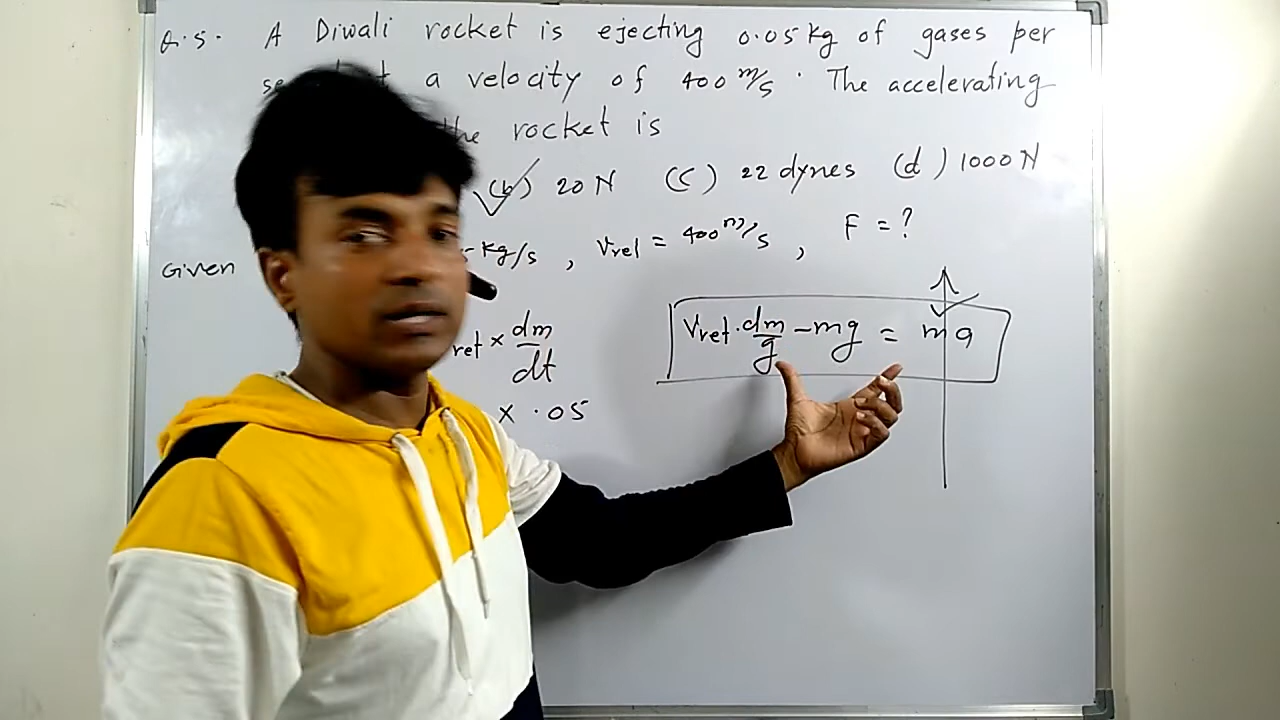 Q.5. A Diwali rocket is ejecting 0.05 kg of gases per
a velocity of 400 m/s. The accelerating
the rocket is
(b) 20 N (c) 22 dynes (d) 1000 N
Given kg/s, Vrel = 400 m/s, F = ?
rel × dm/dt
× .05
Vrel · dm/g - mg = ma